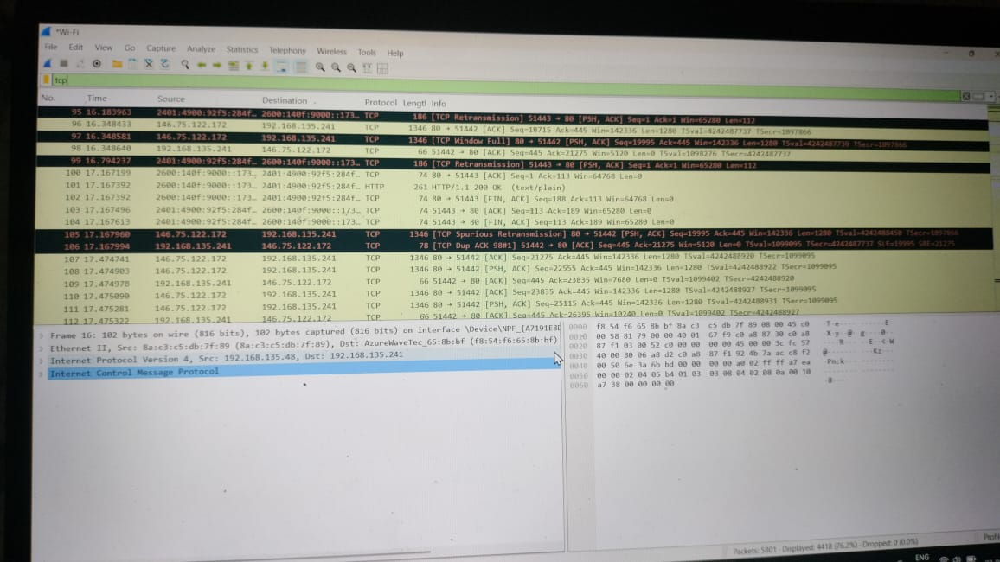 *Wi-Fi
File Edit View Go Capture Analyze Statistics Telephony Wireless Tools Help
tcp
No. Time Source Destination Protocol Length Info
95 16.183963 2401:4900:92f5:284f… 2600:140f:9000::173… TCP 186 [TCP Retransmission] 51443 → 80 [PSH, ACK] Seq=1 Ack=1 Win=65280 Len=112
96 16.348433 146.75.122.172 192.168.135.241 TCP 1346 80 → 51442 [ACK] Seq=18715 Ack=445 Win=142336 Len=1280 TSval=4242487737 TSecr=1097866
97 16.348581 146.75.122.172 192.168.135.241 TCP 1346 [TCP Window Full] 80 → 51442 [PSH, ACK] Seq=19995 Ack=445 Win=142336 Len=1280 TSval=4242487739 TSecr=1097866
98 16.348640 192.168.135.241 146.75.122.172 TCP 66 51442 → 80 [ACK] Seq=445 Ack=21275 Win=5120 Len=0 TSval=1098276 TSecr=4242487737
99 16.794237 2401:4900:92f5:284f… 2600:140f:9000::173… TCP 186 [TCP Retransmission] 51443 → 80 [PSH, ACK] Seq=1 Ack=1 Win=65280 Len=112
100 17.167199 2600:140f:9000::173… 2401:4900:92f5:284f… TCP 74 80 → 51443 [ACK] Seq=1 Ack=113 Win=64768 Len=0
101 17.167296 2600:140f:9000::173… 2401:4900:92f5:284f… HTTP 261 HTTP/1.1 200 OK (text/plain)
102 17.167392 2600:140f:9000::173… 2401:4900:92f5:284f… TCP 74 80 → 51443 [FIN, ACK] Seq=188 Ack=113 Win=64768 Len=0
103 17.167496 2401:4900:92f5:284f… 2600:140f:9000::173… TCP 74 51443 → 80 [ACK] Seq=113 Ack=189 Win=65280 Len=0
104 17.167613 2401:4900:92f5:284f… 2600:140f:9000::173… TCP 74 51443 → 80 [FIN, ACK] Seq=113 Ack=189 Win=65280 Len=0
105 17.167960 146.75.122.172 192.168.135.241 TCP 1346 [TCP Spurious Retransmission] 80 → 51442 [PSH, ACK] Seq=19995 Ack=445 Win=142336 Len=1280 TSval=4242488450 TSecr=1097866
106 17.167994 192.168.135.241 146.75.122.172 TCP 78 [TCP Dup ACK 98#1] 51442 → 80 [ACK] Seq=445 Ack=21275 Win=5120 Len=0 TSval=1099095 TSecr=4242487737 SLE=19995 SRE=21275
107 17.474741 146.75.122.172 192.168.135.241 TCP 1346 80 → 51442 [ACK] Seq=21275 Ack=445 Win=142336 Len=1280 TSval=4242488920 TSecr=1099095
108 17.474903 146.75.122.172 192.168.135.241 TCP 1346 80 → 51442 [PSH, ACK] Seq=22555 Ack=445 Win=142336 Len=1280 TSval=4242488922 TSecr=1099095
109 17.474978 192.168.135.241 146.75.122.172 TCP 66 51442 → 80 [ACK] Seq=445 Ack=23835 Win=7680 Len=0 TSval=1099402 TSecr=4242488920
110 17.475090 146.75.122.172 192.168.135.241 TCP 1346 80 → 51442 [ACK] Seq=23835 Ack=445 Win=142336 Len=1280 TSval=4242488927 TSecr=1099095
111 17.475281 146.75.122.172 192.168.135.241 TCP 1346 80 → 51442 [PSH, ACK] Seq=25115 Ack=445 Win=142336 Len=1280 TSval=4242488931 TSecr=1099095
112 17.475322 192.168.135.241 146.75.122.172 TCP 66 51442 → 80 [ACK] Seq=445 Ack=26395 Win=10240 Len=0 TSval=1099402 TSecr=4242488927
Frame 16: 102 bytes on wire (816 bits), 102 bytes captured (816 bits) on interface \Device\NPF_{A7191E8D
Ethernet II, Src: 8a:c3:c5:db:7f:89 (8a:c3:c5:db:7f:89), Dst: AzureWaveTec_65:8b:bf (f8:54:f6:65:8b:bf)
Internet Protocol Version 4, Src: 192.168.135.48, Dst: 192.168.135.241
Internet Control Message Protocol
0000 f8 54 f6 65 8b bf 8a c3 c5 db 7f 89 08 00 45 c0
0010 00 58 81 79 00 00 40 01 67 f9 c0 a8 87 30 c0 a8
0020 87 f1 03 00 52 c0 00 00 00 00 45 00 00 3c fc 57
0030 40 00 80 06 a8 d2 c0 a8 87 f1 92 4b 7a ac c8 f2
0040 00 50 6e 3a 6b bd 00 00 00 00 a0 02 ff ff a7 ea
0050 00 00 02 04 05 b4 01 03 03 08 04 02 08 0a 00 10
0060 a7 38 00 00 00 00
Packets: 5801 · Displayed: 4418 (76.2%) · Dropped: 0 (0.0%)
Profi
ENG